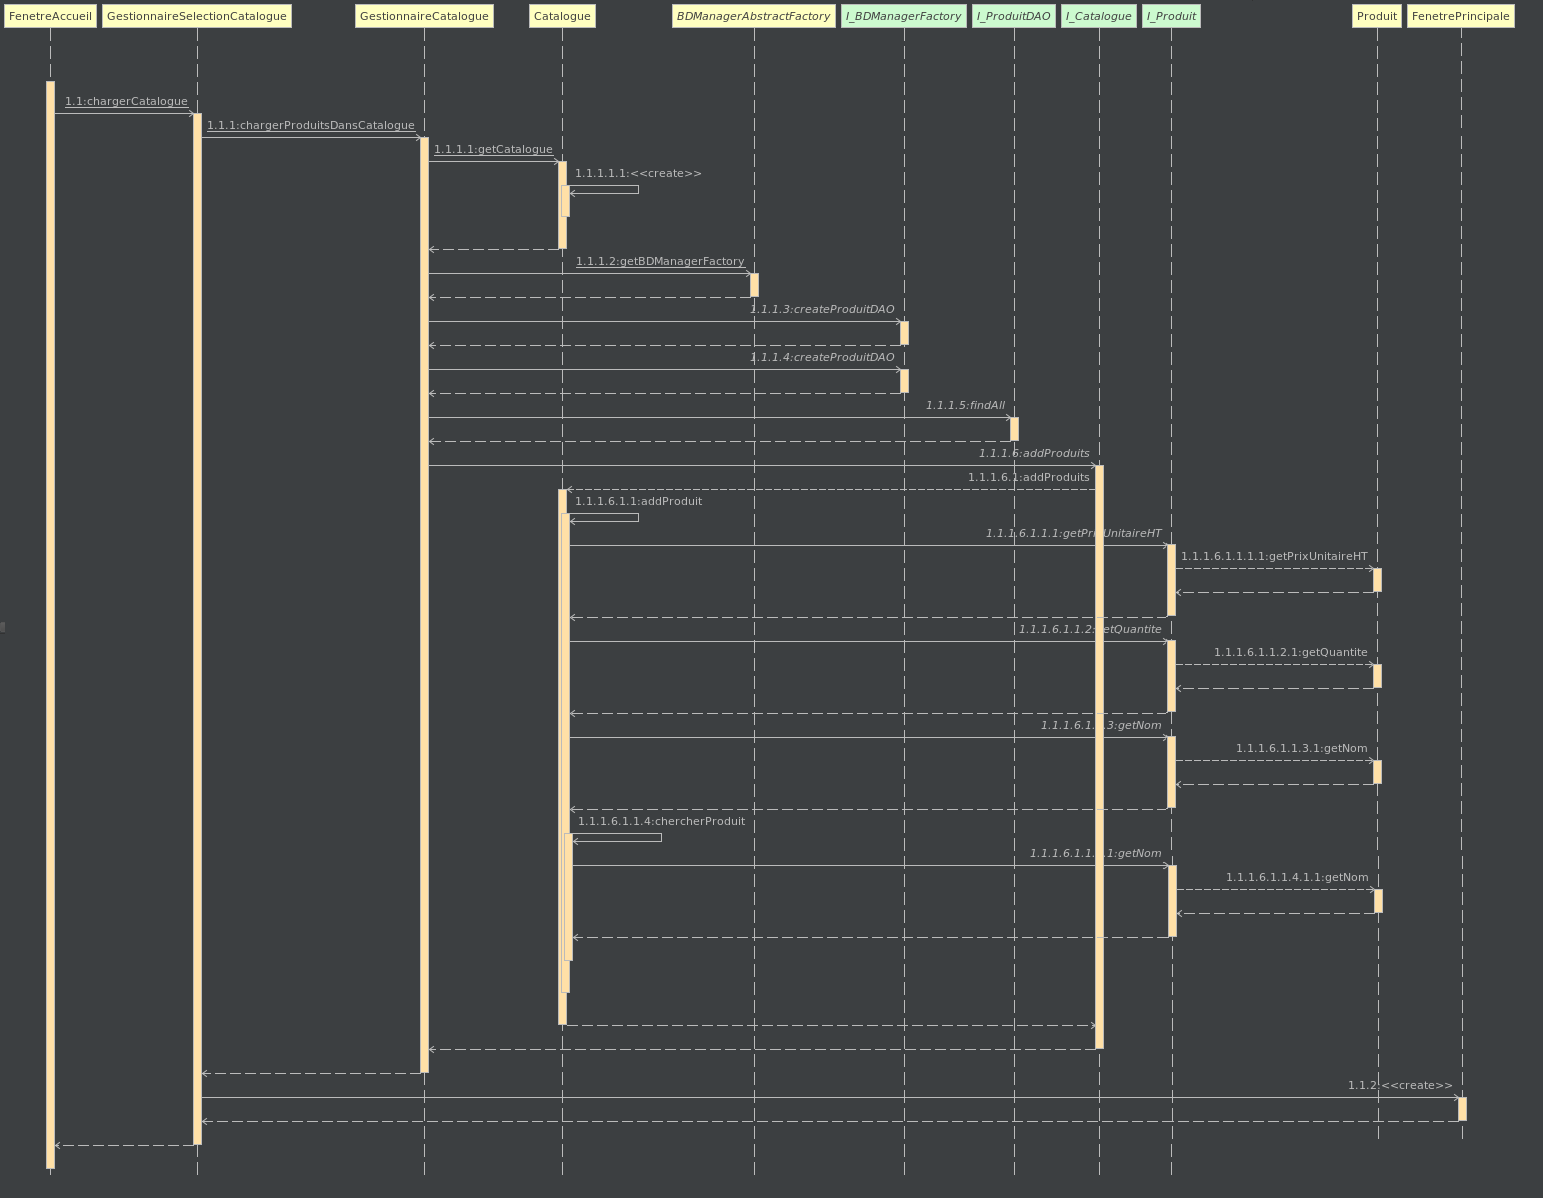 FenetreAccueil
GestionnaireSelectionCatalogue
GestionnaireCatalogue
Catalogue
BDManagerAbstractFactory
I_BDManagerFactory
I_ProduitDAO
I_Catalogue
I_Produit
Produit
FenetrePrincipale
1.1:chargerCatalogue
1.1.1:chargerProduitsDansCatalogue
1.1.1.1:getCatalogue
1.1.1.1.1:<<create>>
1.1.1.2:getBDManagerFactory
1.1.1.3:createProduitDAO
1.1.1.4:createProduitDAO
1.1.1.5:findAll
1.1.1.6:addProduits
1.1.1.6.1:addProduits
1.1.1.6.1.1:addProduit
1.1.1.6.1.1.1:getPrixUnitaireHT
1.1.1.6.1.1.1.1:getPrixUnitaireHT
1.1.1.6.1.1.2:getQuantite
1.1.1.6.1.1.2.1:getQuantite
1.1.1.6.1.1.3:getNom
1.1.1.6.1.1.3.1:getNom
1.1.1.6.1.1.4:chercherProduit
1.1.1.6.1.1.4.1:getNom
1.1.1.6.1.1.4.1.1:getNom
1.1.2:<<create>>